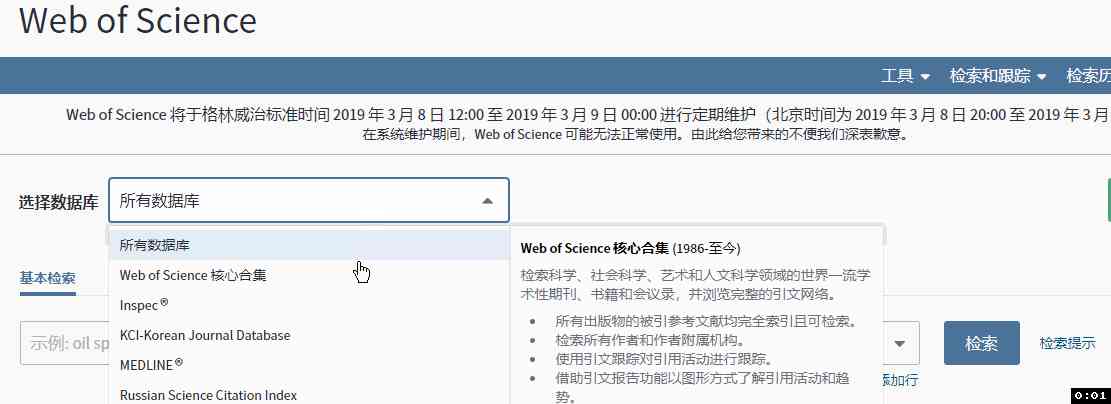 Web of Science
工具 检索和跟踪 检索历
Web of Science 将于格林威治标准时间 2019 年 3 月 8 日 12:00 至 2019 年 3 月 9 日 00:00 进行定期维护（北京时间为 2019 年 3 月 8 日 20:00 至 2019 年 3 月
在系统维护期间，Web of Science 可能无法正常使用。由此给您带来的不便我们深表歉意。
选择数据库 所有数据库
所有数据库
Web of Science 核心合集
Inspec®
KCI-Korean Journal Database
MEDLINE®
Russian Science Citation Index
Web of Science 核心合集 (1986-至今)
检索科学、社会科学、艺术和人文科学领域的世界一流学
术性期刊、书籍和会议录，并浏览完整的引文网络。
• 所有出版物的被引参考文献均完全索引且可检索。
• 检索所有作者和作者附属机构。
• 使用引文跟踪对引用活动进行跟踪。
• 借助引文报告功能以图形方式了解引用活动和趋
势。
基本检索
示例: oil sp
检索 检索提示
添加行
0:01